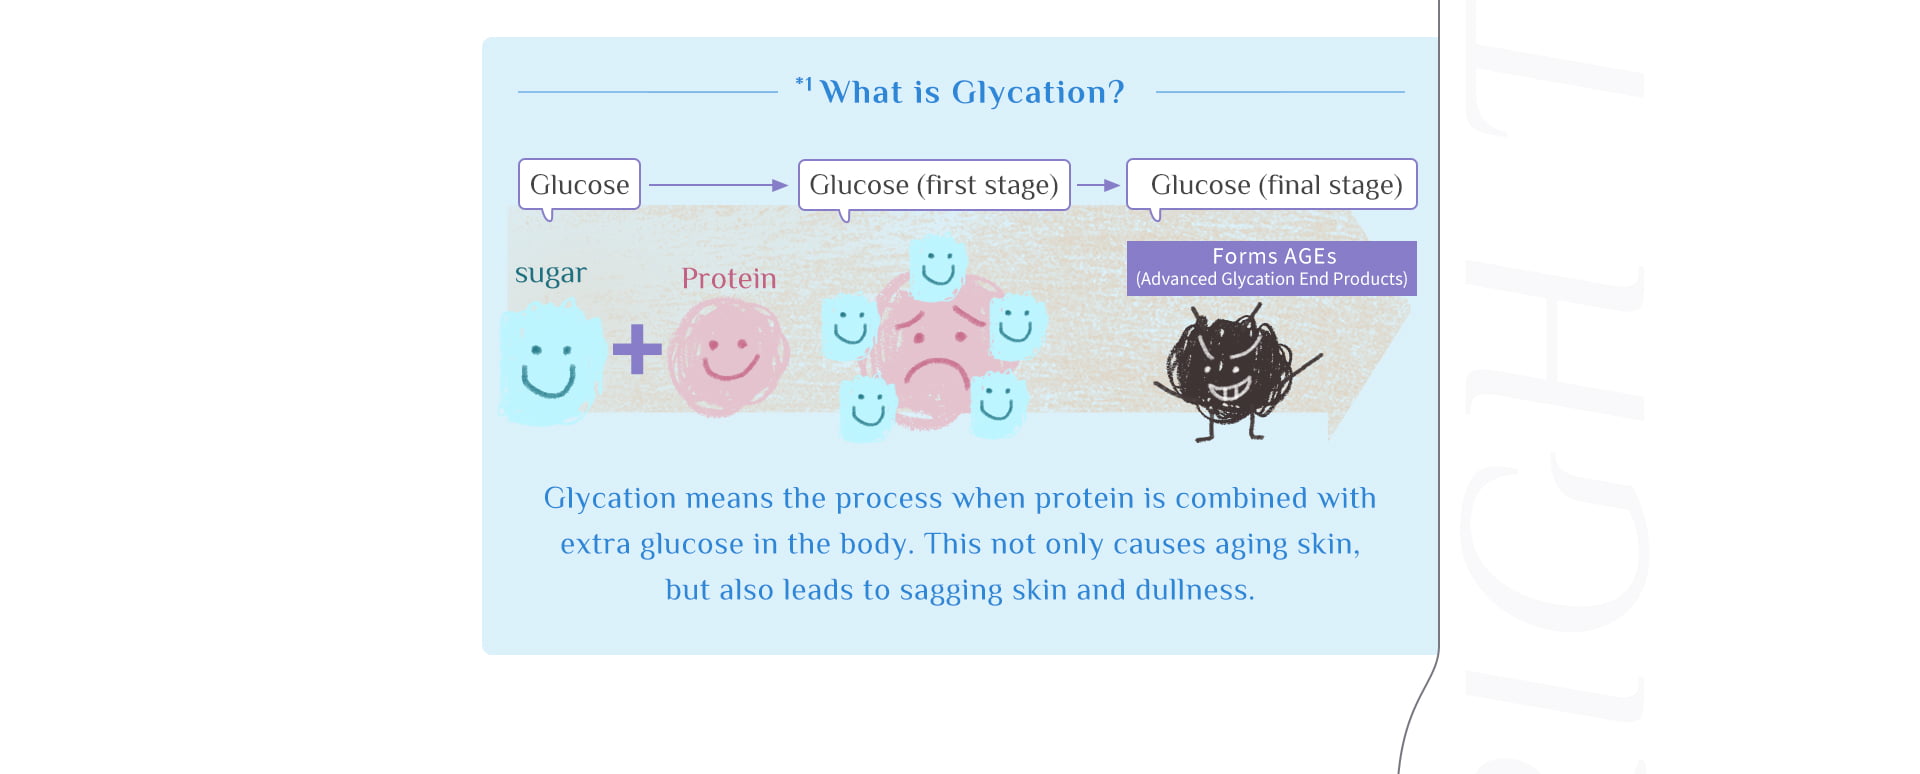 *1 What is Glycation?
Glucose
Glucose (first stage)
Glucose (final stage)
sugar
Protein
Forms AGEs
(Advanced Glycation End Products)
Glycation means the process when protein is combined with
extra glucose in the body. This not only causes aging skin,
but also leads to sagging skin and dullness.
IGHT